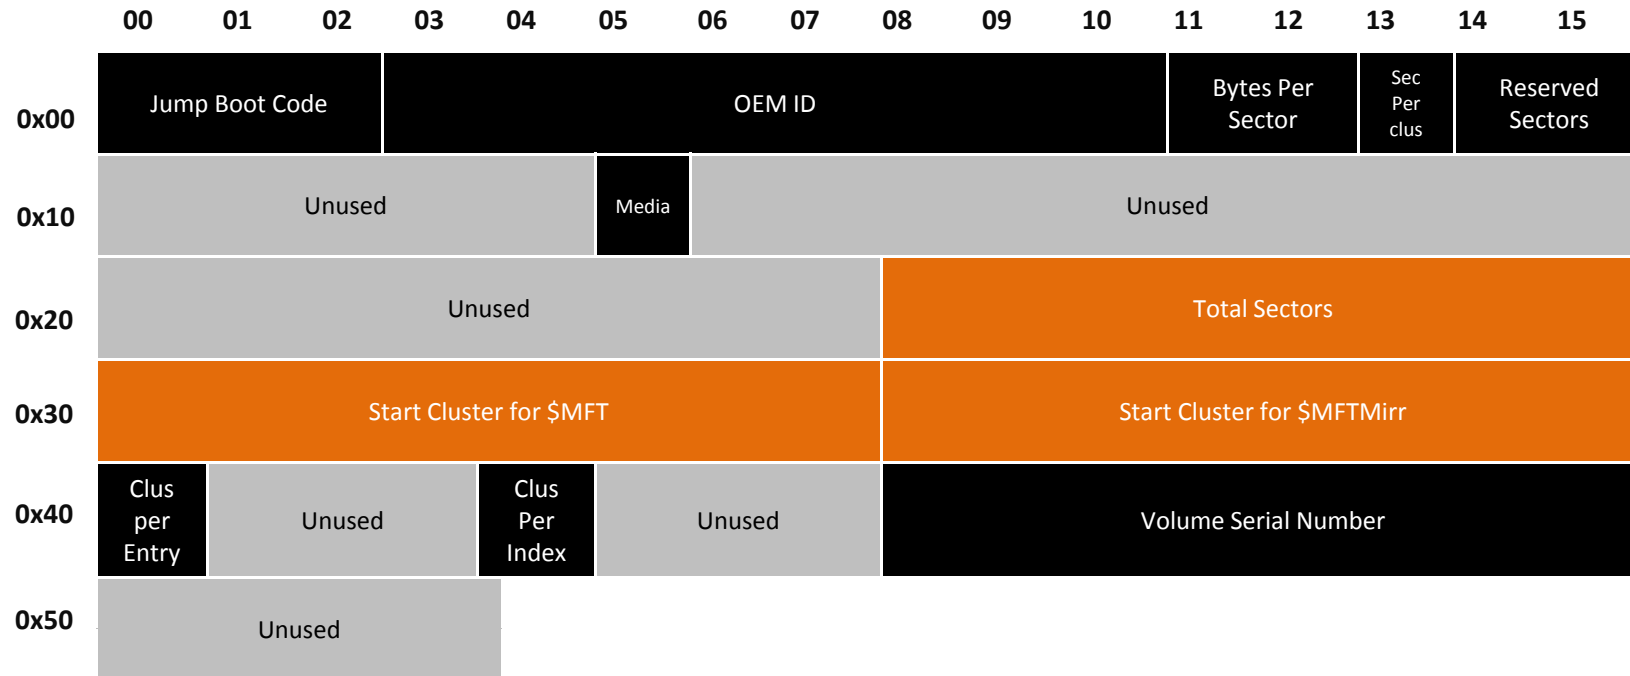 00 01 02 03 04 05 06 07 08 09 10 11 12 13 14 15
0x00
Jump Boot Code
OEM ID
Bytes Per
Sector
Sec
Per
clus
Reserved
Sectors
0x10
Unused
Media
Unused
0x20
Unused
Total Sectors
0x30
Start Cluster for $MFT
Start Cluster for $MFTMirr
0x40
Clus
per
Entry
Unused
Clus
Per
Index
Unused
Volume Serial Number
0x50
Unused